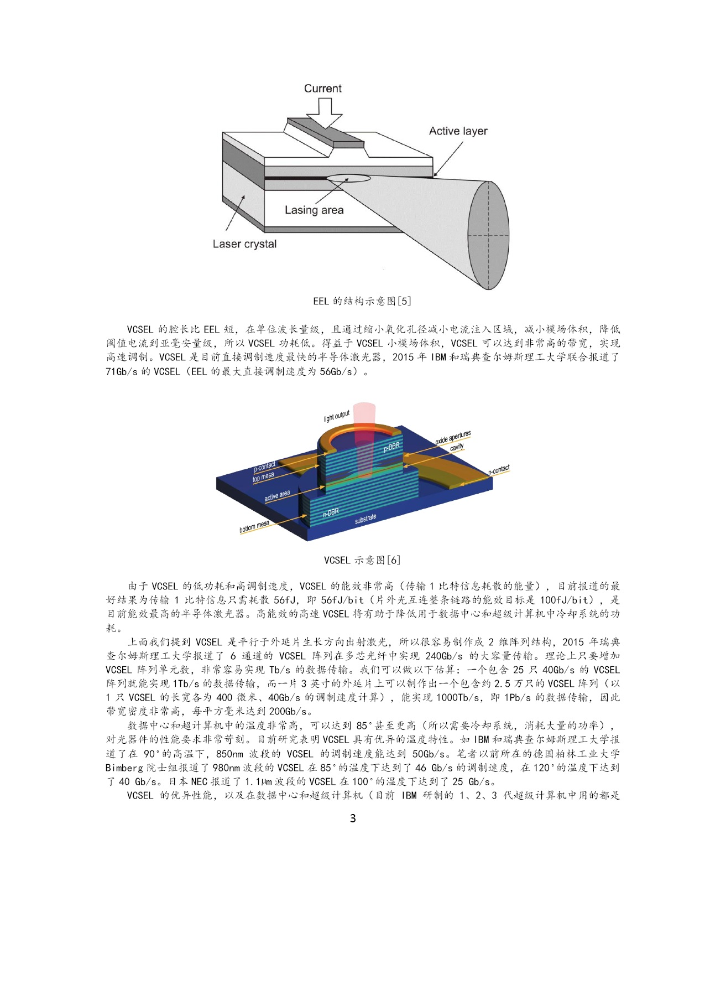 Current
Active layer
Lasing area
Laser crystal
EEL 的结构示意图[5]
VCSEL 的腔长比 EEL 短，在单位波长量级，且通过缩小氧化孔径减小电流注入区域，减小模场体积，降低
阈值电流到亚毫安量级，所以 VCSEL 功耗低。得益于 VCSEL 小模场体积，VCSEL 可以达到非常高的带宽，实现
高速调制。VCSEL 是目前直接调制速度最快的半导体激光器，2015 年 IBM 和瑞典查尔姆斯理工大学联合报道了
71Gb/s 的 VCSEL（EEL 的最大直接调制速度为 56Gb/s）。
light output
oxide apertures
cavity
p-DBR
p-contact
top mesa
n-contact
active area
n-DBR
substrate
bottom mesa
VCSEL 示意图[6]
由于 VCSEL 的低功耗和高调制速度，VCSEL 的能效非常高（传输 1 比特信息耗散的能量），目前报道的最
好结果为传输 1 比特信息只需耗散 56fJ，即 56fJ/bit（片外光互连整条链路的能效目标是 100fJ/bit），是
目前能效最高的半导体激光器。高能效的高速 VCSEL 将有助于降低用于数据中心和超级计算机中冷却系统的功
耗。
上面我们提到 VCSEL 是平行于外延片生长方向出射激光，所以很容易制作成 2 维阵列结构，2015 年瑞典
查尔姆斯理工大学报道了 6 通道的 VCSEL 阵列在多芯光纤中实现 240Gb/s 的大容量传输。理论上只要增加
VCSEL 阵列单元数，非常容易实现 Tb/s 的数据传输。我们可以做以下估算：一个包含 25 只 40Gb/s 的 VCSEL
阵列就能实现 1Tb/s 的数据传输，而一片 3 英寸的外延片上可以制作出一个包含约 2.5 万只的 VCSEL 阵列（以
1 只 VCSEL 的长宽各为 400 微米、40Gb/s 的调制速度计算），能实现 1000Tb/s，即 1Pb/s 的数据传输，因此
带宽密度非常高，每平方毫米达到 200Gb/s。
数据中心和超计算机中的温度非常高，可以达到 85°甚至更高（所以需要冷却系统，消耗大量的功率），
对光器件的性能要求非常苛刻。目前研究表明 VCSEL 具有优异的温度特性。如 IBM 和瑞典查尔姆斯理工大学报
道了在 90°的高温下，850nm 波段的 VCSEL 的调制速度能达到 50Gb/s。笔者以前所在的德国柏林工业大学
Bimberg 院士组报道了 980nm 波段的 VCSEL 在 85°的温度下达到了 46 Gb/s 的调制速度，在 120°的温度下达到
了 40 Gb/s。日本 NEC 报道了 1.1μm 波段的 VCSEL 在 100°的温度下达到了 25 Gb/s。
VCSEL 的优异性能，以及在数据中心和超级计算机（目前 IBM 研制的 1、2、3 代超级计算机中用的都是
3